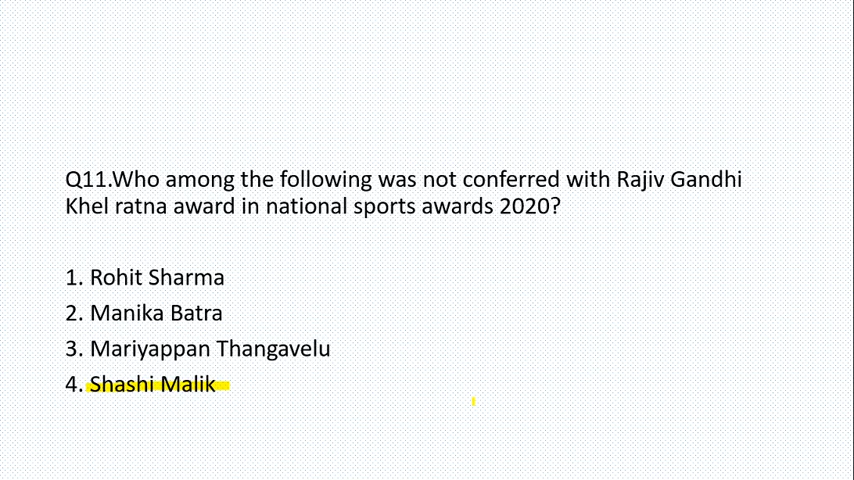 Q11.Who among the following was not conferred with Rajiv Gandhi
Khel ratna award in national sports awards 2020?
1. Rohit Sharma
2. Manika Batra
3. Mariyappan Thangavelu
4. Shashi Malik